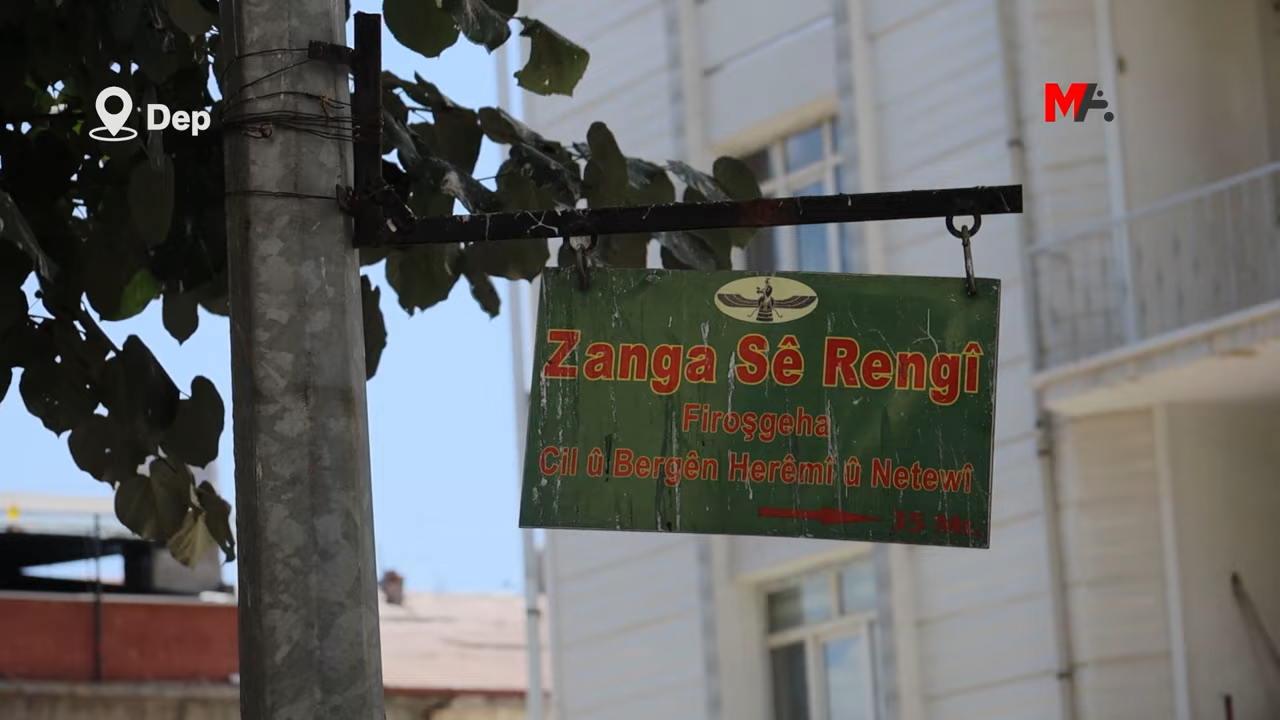 Dep
MA
Zanga Sê Rengî
Firoşgeha
Cil û Bergên Herêmî û Netewî
15 Mt.